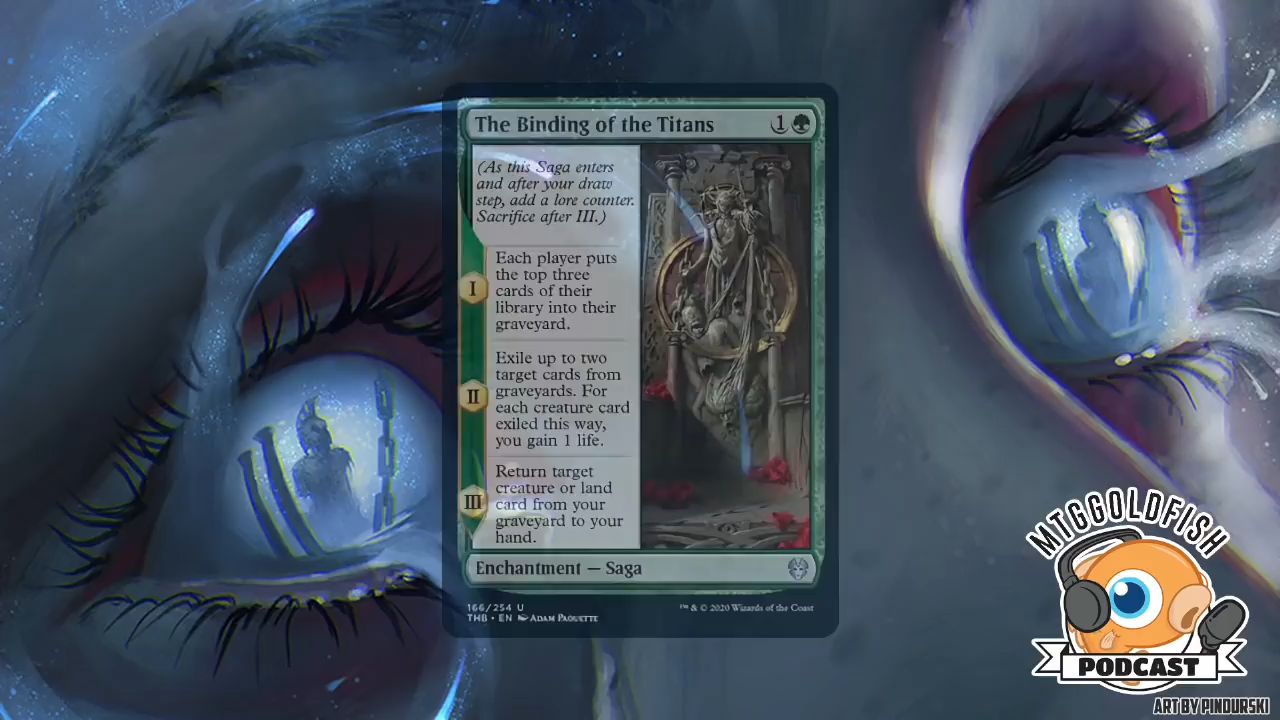 The Binding of the Titans 1
(As this Saga enters
and after your draw
step, add a lore counter.
Sacrifice after III.)
I
Each player puts
the top three
cards of their
library into their
graveyard.
II
Exile up to two
target cards from
graveyards. For
each creature card
exiled this way,
you gain 1 life.
III
Return target
creature or land
card from your
graveyard to your
hand.
Enchantment — Saga
166/254 U
THB • EN ADAM PAQUETTE
™ & © 2020 Wizards of the Coast
MTGGOLDFISH
PODCAST
ART BY PINDURSKI